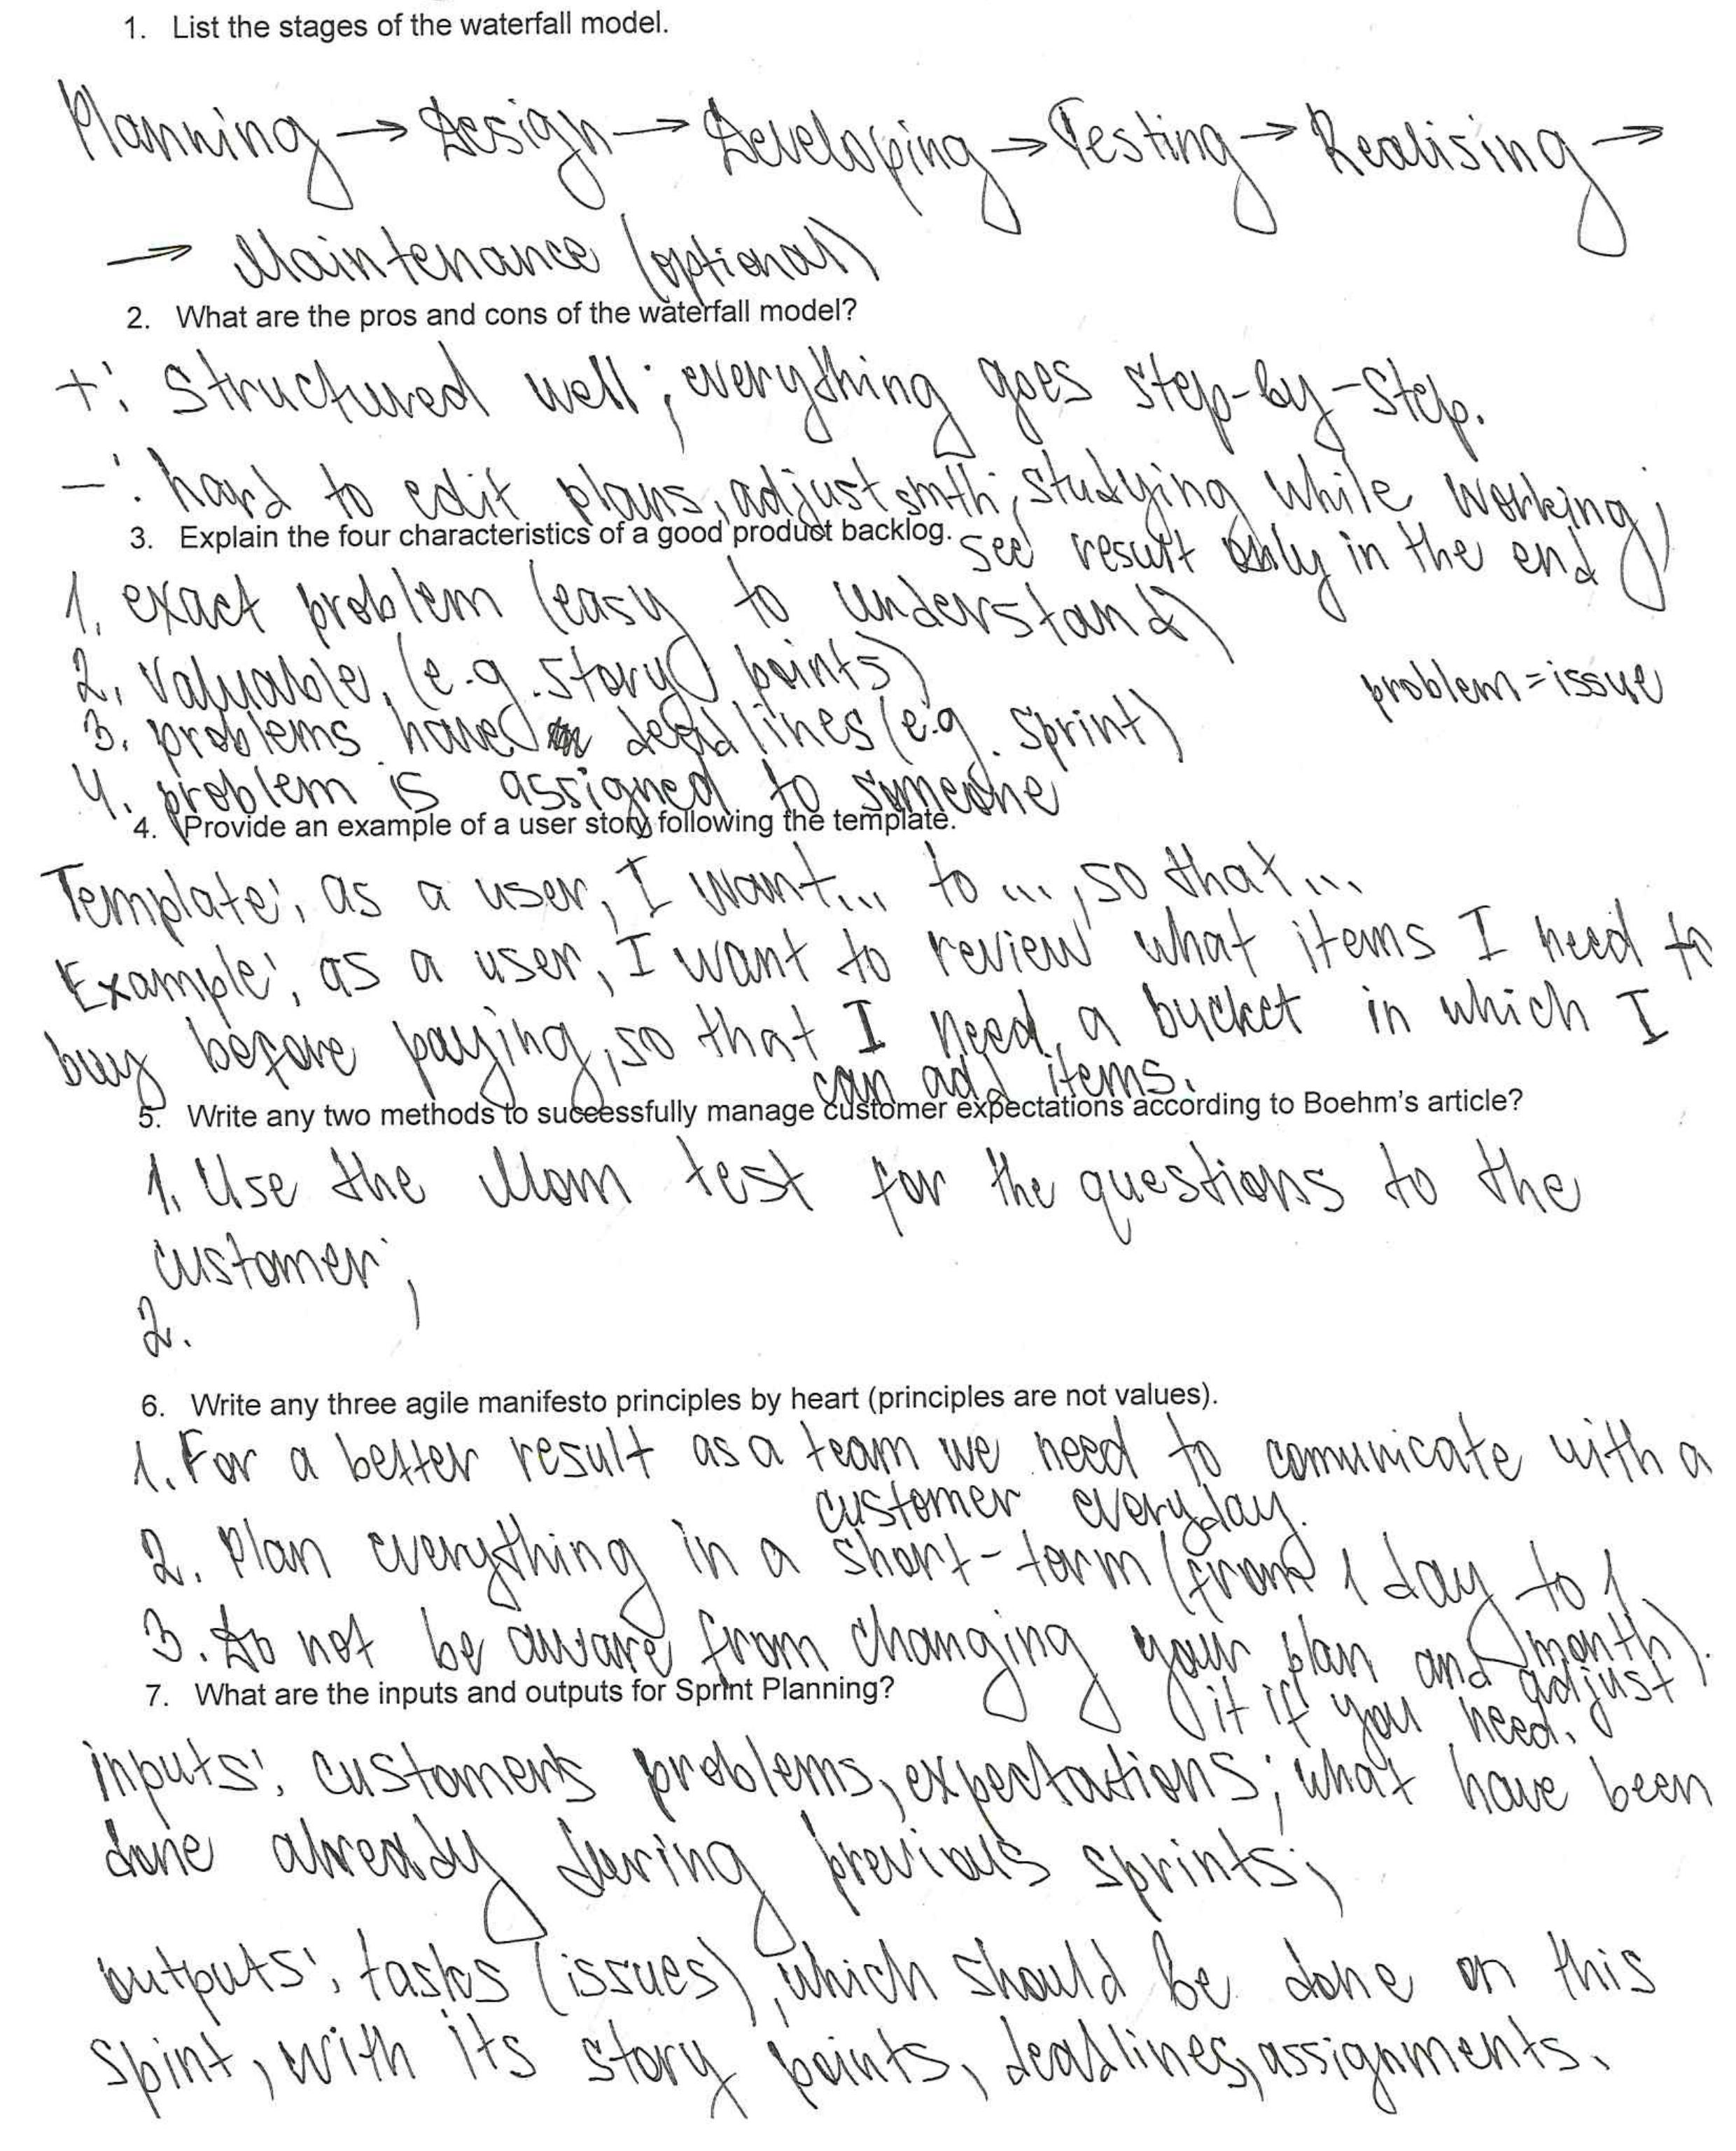 1. List the stages of the waterfall model.
Planning → Design → Developing → Testing → Realising →
→ Maintenance (optional)
2. What are the pros and cons of the waterfall model?
+: structured well; everything goes step-by-step.
-: hard to edit plans, adjust smth; studying while working;
3. Explain the four characteristics of a good product backlog.
see result only in the end;
1. exact problem (easy to understand)
2. valuable, (e.g. story points)
problem = issue
3. problems have deadlines (e.g. sprint)
4. problem is assigned to someone
4. Provide an example of a user story following the template.
Template: as a user, I want... to ..., so that...
Example: as a user, I want to review what items I need to
buy before paying, so that I need a bucket in which I
can add items.
5. Write any two methods to successfully manage customer expectations according to Boehm's article?
1. Use the Mom test for the questions to the
customer;
2.
6. Write any three agile manifesto principles by heart (principles are not values).
1. For a better result as a team we need to comunicate with a
customer everyday.
2. Plan everything in a short-term (from 1 day to 1
month).
3. Do not be aware from changing your plan and adjust
it if you need.
7. What are the inputs and outputs for Sprint Planning?
inputs: customer's problems, expectations; what have been
done already during previous sprints;
outputs: tasks (issues), which should be done on this
spint, with its story points, deadlines, assignments.